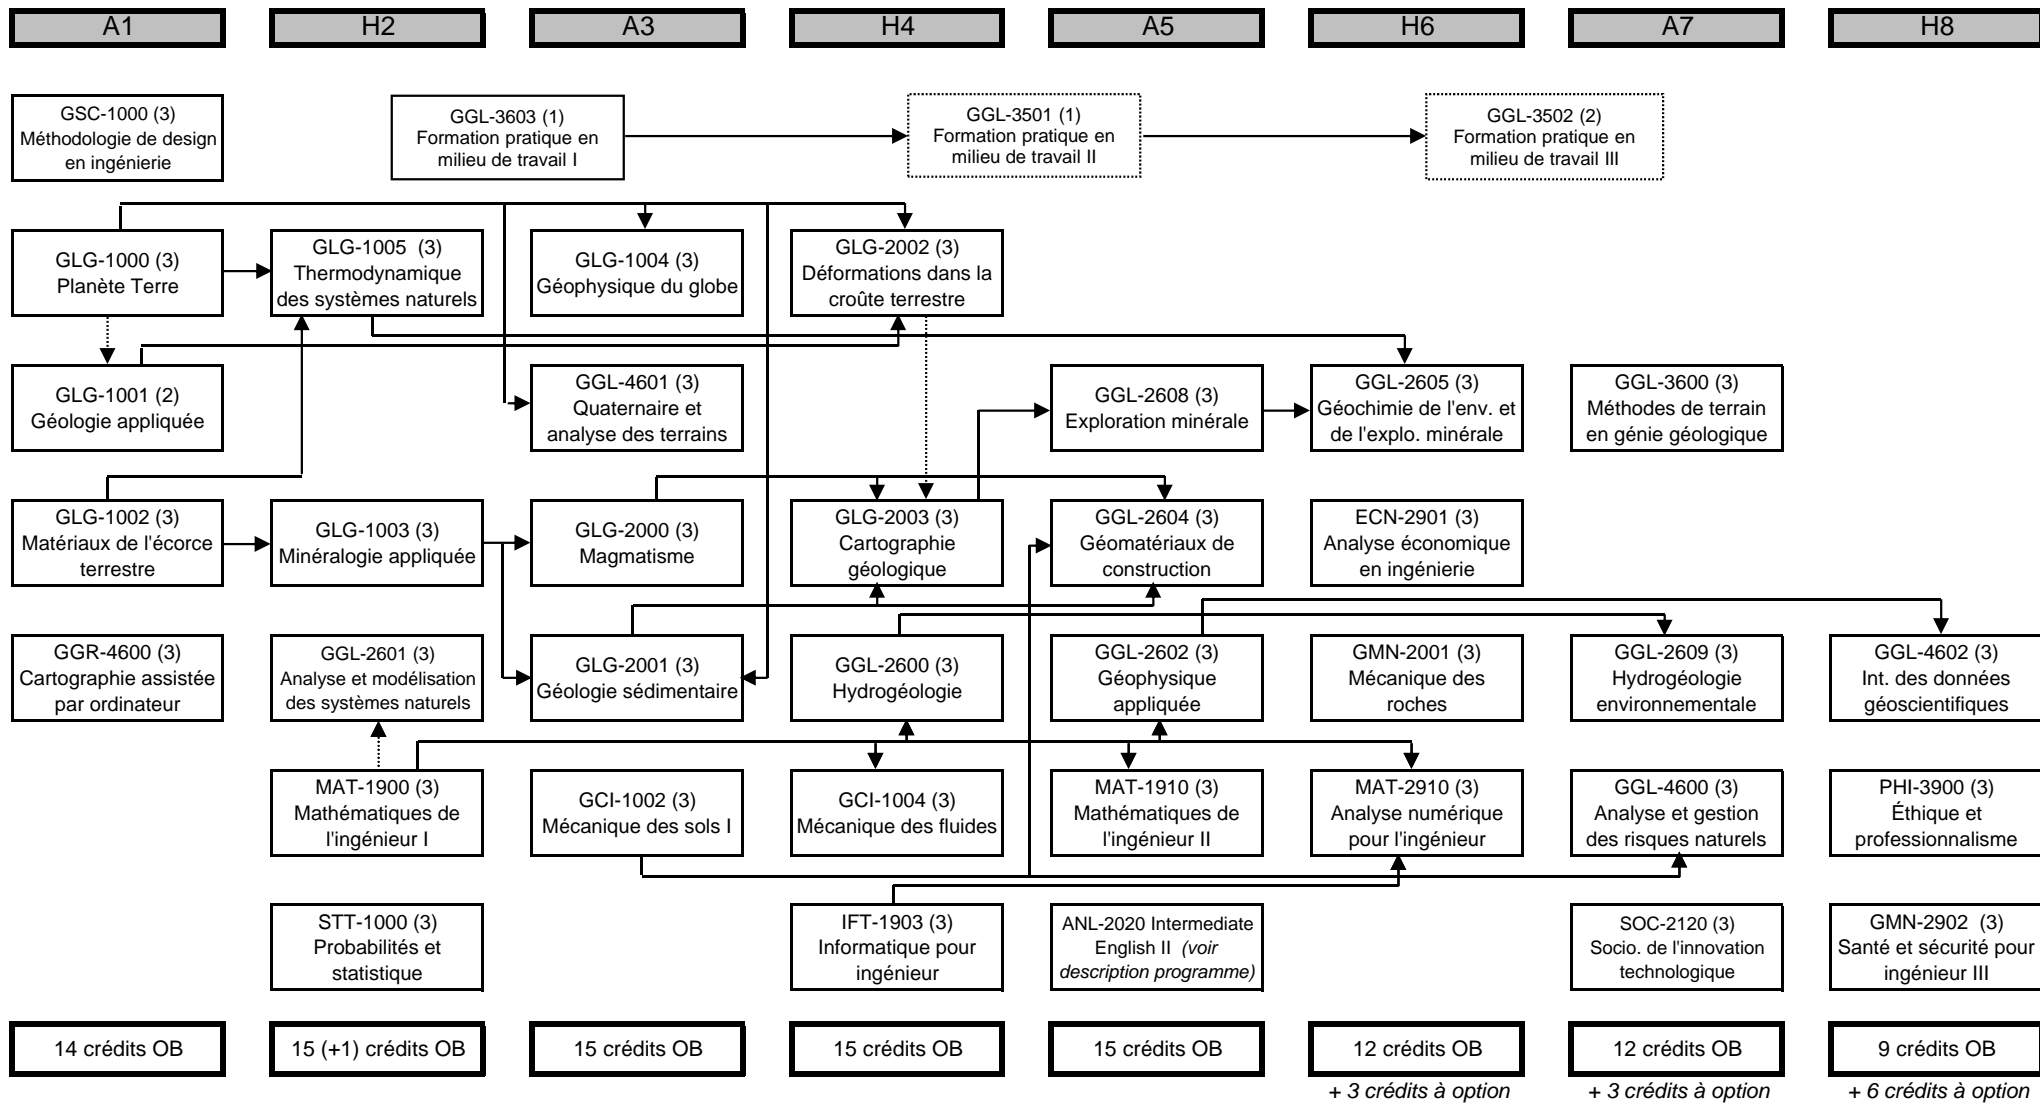 A1
H2
A3
H4
A5
H6
A7
H8
GSC-1000 (3)
Méthodologie de design
en ingénierie
GGL-3603 (1)
Formation pratique en
milieu de travail I
GGL-3501 (1)
Formation pratique en
milieu de travail II
GGL-3502 (2)
Formation pratique en
milieu de travail III
GLG-1000 (3)
Planète Terre
GLG-1005 (3)
Thermodynamique
des systèmes naturels
GLG-1004 (3)
Géophysique du globe
GLG-2002 (3)
Déformations dans la
croûte terrestre
GLG-1001 (2)
Géologie appliquée
GGL-4601 (3)
Quaternaire et
analyse des terrains
GGL-2608 (3)
Exploration minérale
GGL-2605 (3)
Géochimie de l'env. et
de l'explo. minérale
GGL-3600 (3)
Méthodes de terrain
en génie géologique
GLG-1002 (3)
Matériaux de l'écorce
terrestre
GLG-1003 (3)
Minéralogie appliquée
GLG-2000 (3)
Magmatisme
GLG-2003 (3)
Cartographie
géologique
GGL-2604 (3)
Géomatériaux de
construction
ECN-2901 (3)
Analyse économique
en ingénierie
GGR-4600 (3)
Cartographie assistée
par ordinateur
GGL-2601 (3)
Analyse et modélisation
des systèmes naturels
GLG-2001 (3)
Géologie sédimentaire
GGL-2600 (3)
Hydrogéologie
GGL-2602 (3)
Géophysique
appliquée
GMN-2001 (3)
Mécanique des
roches
GGL-2609 (3)
Hydrogéologie
environnementale
GGL-4602 (3)
Int. des données
géoscientifiques
MAT-1900 (3)
Mathématiques de
l'ingénieur I
GCI-1002 (3)
Mécanique des sols I
GCI-1004 (3)
Mécanique des fluides
MAT-1910 (3)
Mathématiques de
l'ingénieur II
MAT-2910 (3)
Analyse numérique
pour l'ingénieur
GGL-4600 (3)
Analyse et gestion
des risques naturels
PHI-3900 (3)
Éthique et
professionnalisme
STT-1000 (3)
Probabilités et
statistique
IFT-1903 (3)
Informatique pour
ingénieur
ANL-2020 Intermediate
English II (voir
description programme)
SOC-2120 (3)
Socio. de l'innovation
technologique
GMN-2902 (3)
Santé et sécurité pour
ingénieur III
14 crédits OB
15 (+1) crédits OB
15 crédits OB
15 crédits OB
15 crédits OB
12 crédits OB
12 crédits OB
9 crédits OB
+ 3 crédits à option
+ 3 crédits à option
+ 6 crédits à option